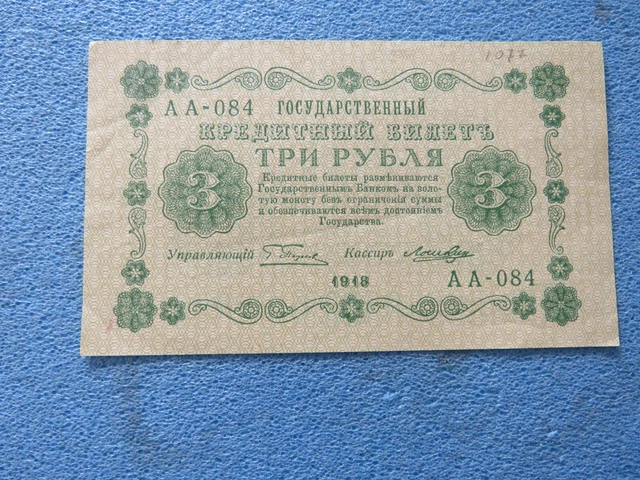 1077
АА-084 ГОСУДАРСТВЕННЫЙ
КРЕДИТНЫЙ БИЛЕТЪ
ТРИ РУБЛЯ
3
Кредитные билеты размѣниваются
Государственнымъ Банкомъ на золо-
тую монету безъ ограниченія суммы
и обезпечиваются всѣмъ достояніемъ
Государства.
3
Управляющій
Кассиръ
1918
АА-084